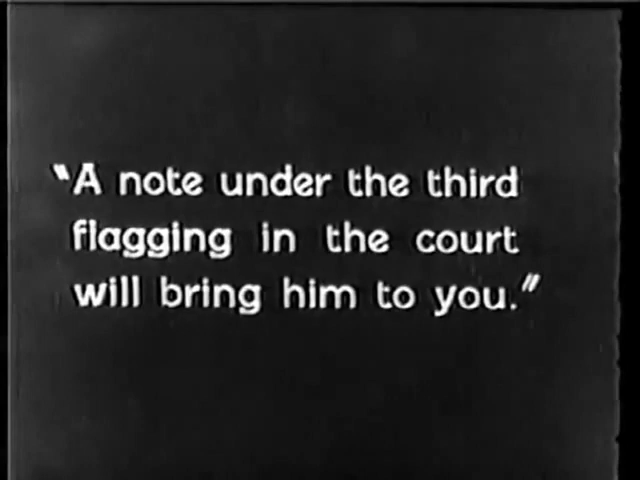 "A note under the third
flagging in the court
will bring him to you."